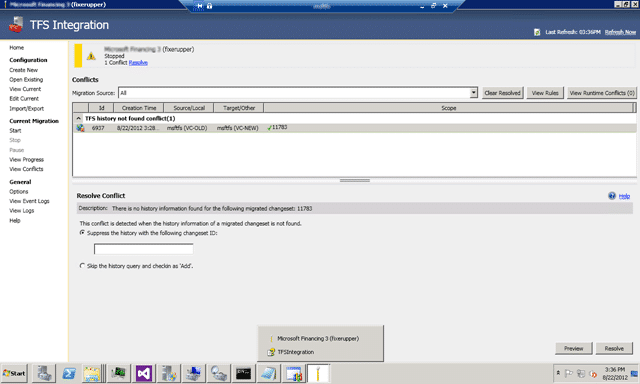 Microsoft Financing 3 (fixerupper)
msftfs
TFS Integration
Last Refresh: 03:36PM Refresh Now
Home
Configuration
Create New
Open Existing
View Current
Edit Current
Import/Export
Current Migration
Start
Stop
Pause
View Progress
View Conflicts
General
Options
View Event Logs
View Logs
Help
Microsoft Financing 3 (fixerupper)
Stopped
1 Conflict Resolve
Conflicts
Migration Source: All
Clear Resolved View Rules View Runtime Conflicts (0)
Id Creation Time Source/Local Target/Other Scope
TFS history not found conflict(1)
6937 8/22/2012 3:28... msftfs (VC-OLD) msftfs (VC-NEW) 11783
Resolve Conflict
Help
Description: There is no history information found for the following migrated changeset: 11783
This conflict is detected when the history information of a migrated changeset is not found.
Suppress the history with the following changeset ID:
Skip the history query and checkin as 'Add'.
Preview Resolve
Microsoft Financing 3 (fixerupper)
TFSIntegration
Start
3:36 PM
8/22/2012